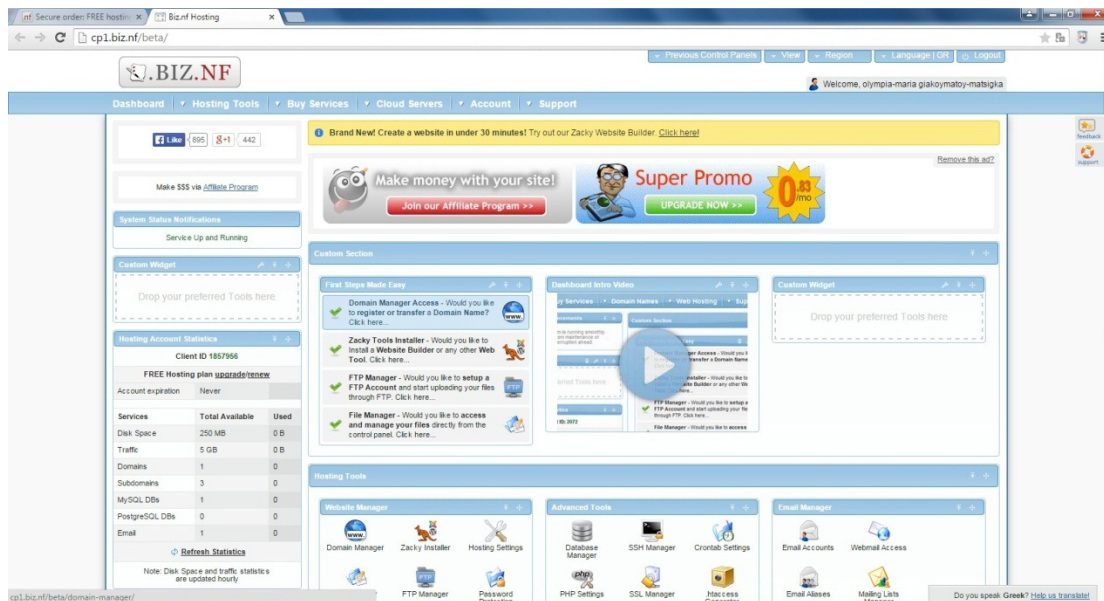 Secure order: FREE hostin
Biz.nf Hosting
cp1.biz.nf/beta/
Previous Control Panels
View
Region
Language | GR
Logout
.BIZ.NF
Welcome, olympia-maria giakoymatoy-matsigka
Dashboard
Hosting Tools
Buy Services
Cloud Servers
Account
Support
Like 895
g+1 442
Make $$$ via Affiliate Program
System Status Notifications
Service Up and Running
Custom Widget
Drop your preferred Tools here
Hosting Account Statistics
Client ID 1857956
FREE Hosting plan upgrade/renew
Account expiration Never
Services Total Available Used
Disk Space 250 MB 0 B
Traffic 5 GB 0 B
Domains 1 0
Subdomains 3 0
MySQL DBs 1 0
PostgreSQL DBs 0 0
Email 1 0
Refresh Statistics
Note: Disk Space and traffic statistics
are updated hourly
Brand New! Create a website in under 30 minutes! Try out our Zacky Website Builder. Click here!
Remove this ad?
Make money with your site!
Join our Affiliate Program >>
Super Promo
UPGRADE NOW >>
0.83
/mo
feedback
support
Custom Section
First Steps Made Easy
Domain Manager Access - Would you like
to register or transfer a Domain Name?
Click here...
Zacky Tools Installer - Would you like to
Install a Website Builder or any other Web
Tool. Click here...
FTP Manager - Would you like to setup a
FTP Account and start uploading your files
through FTP. Click here...
File Manager - Would you like to access
and manage your files directly from the
control panel. Click here...
Dashboard Intro Video
Domain Names
Web Hosting
Custom Section
Custom Widget
Drop your preferred Tools here
Hosting Tools
Website Manager
Domain Manager
Zacky Installer
Hosting Settings
FTP Manager
Password
Advanced Tools
Database
Manager
SSH Manager
Crontab Settings
PHP Settings
SSL Manager
.htaccess
Email Manager
Email Accounts
Webmail Access
Email Aliases
Mailing Lists
cp1.biz.nf/beta/domain-manager/
Do you speak Greek? Help us translate!